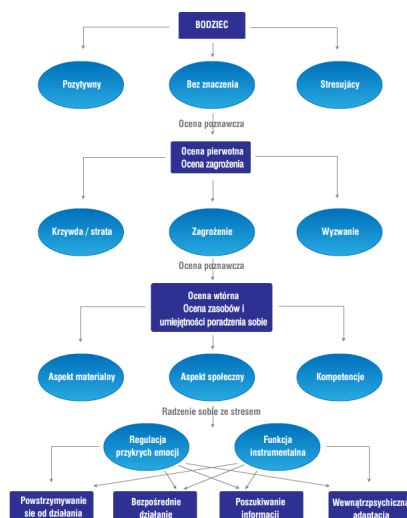 BODZIEC
Pozytywny
Bez znaczenia
Stresujący
Ocena poznawcza
Ocena pierwotna
Ocena zagrożenia
Krzywda / strata
Zagrożenie
Wyzwanie
Ocena poznawcza
Ocena wtórna
Ocena zasobów i
umiejętności poradzenia sobie
Aspekt materialny
Aspekt społeczny
Kompetencje
Radzenie sobie ze stresem
Regulacja
przykrych emocji
Funkcja
instrumentalna
Powstrzymywanie
się od działania
Bezpośrednie
działanie
Poszukiwanie
informacji
Wewnątrzpsychiczna
adaptacja